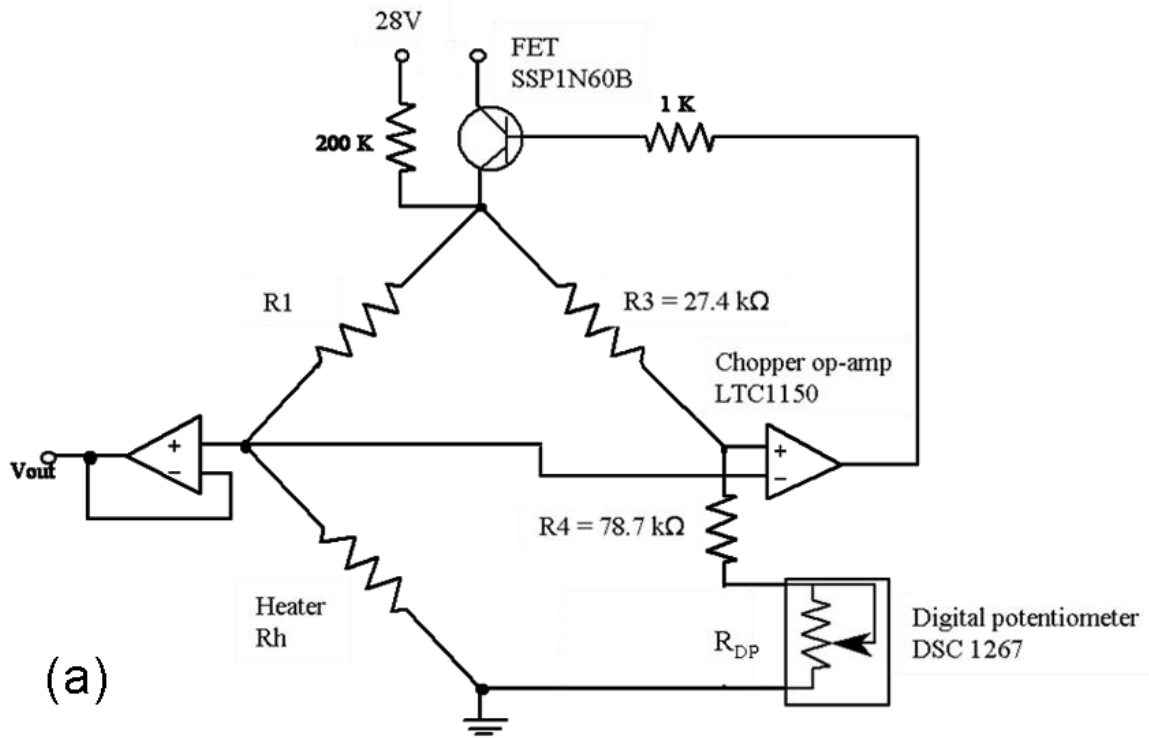 28V
FET
SSP1N60B
1 K
200 K
R1
R3 = 27.4 kΩ
Chopper op-amp
LTC1150
+
−
+
−
Vout
R4 = 78.7 kΩ
Heater
Rh
RDP
Digital potentiometer
DSC 1267
(a)